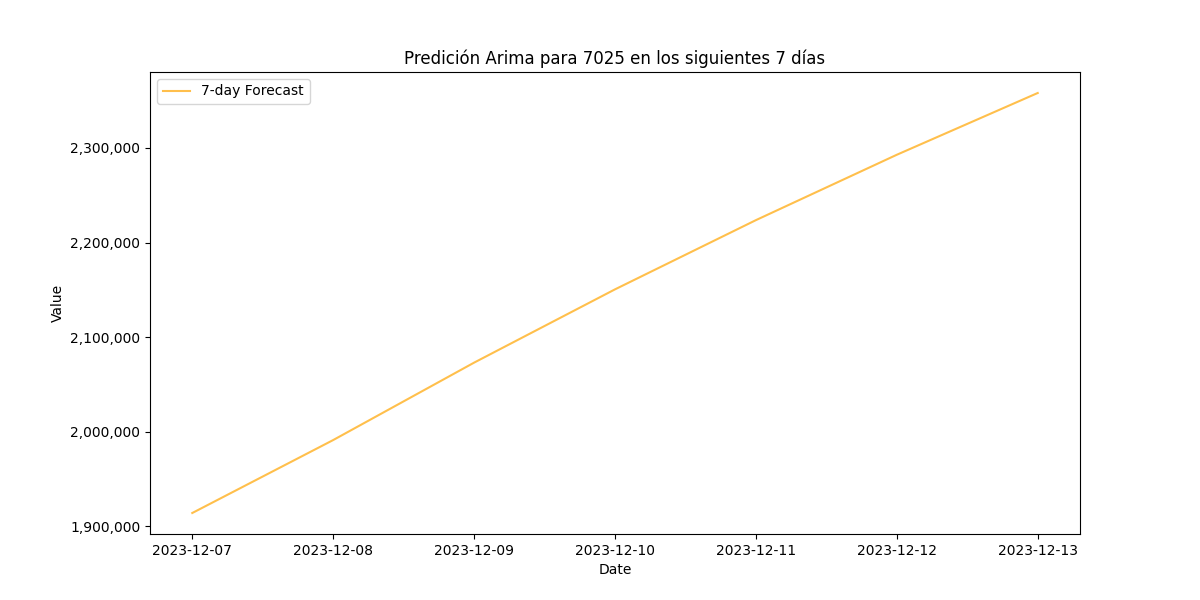 Predición Arima para 7025 en los siguientes 7 días
7-day Forecast
Value
2,300,000
2,200,000
2,100,000
2,000,000
1,900,000
2023-12-07 2023-12-08 2023-12-09 2023-12-10 2023-12-11 2023-12-12 2023-12-13
Date